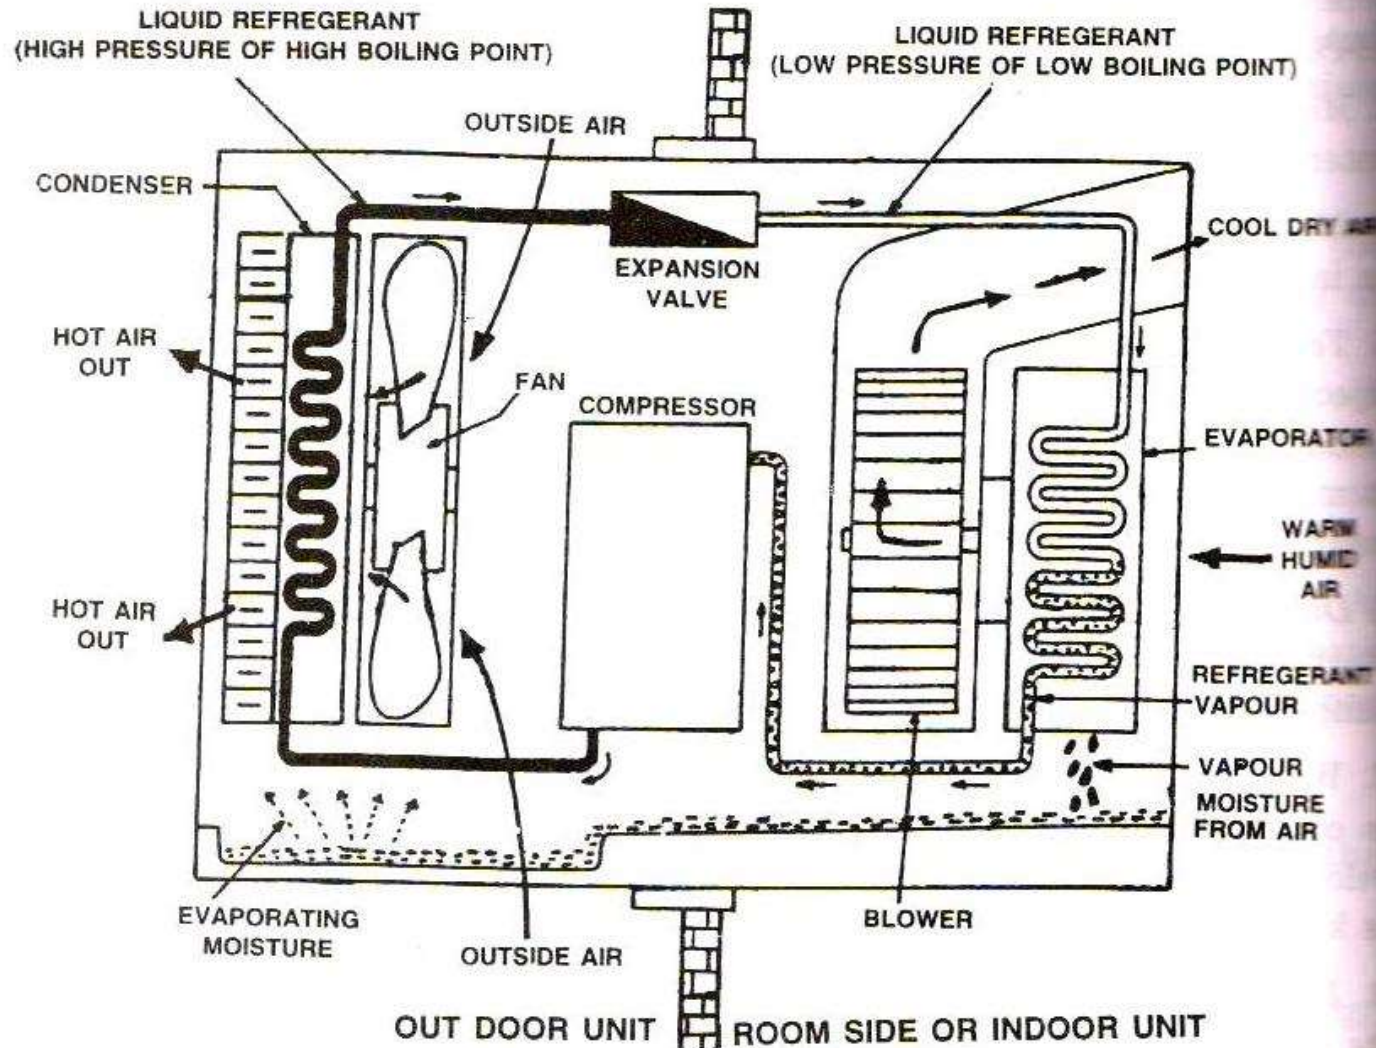 LIQUID REFREGERANT
(HIGH PRESSURE OF HIGH BOILING POINT)
LIQUID REFREGERANT
(LOW PRESSURE OF LOW BOILING POINT)
OUTSIDE AIR
CONDENSER
COOL DRY AIR
EXPANSION
VALVE
HOT AIR
OUT
FAN
COMPRESSOR
EVAPORATOR
WARM
HUMID
AIR
HOT AIR
OUT
REFREGERANT
VAPOUR
VAPOUR
MOISTURE
FROM AIR
EVAPORATING
MOISTURE
BLOWER
OUTSIDE AIR
OUT DOOR UNIT
ROOM SIDE OR INDOOR UNIT